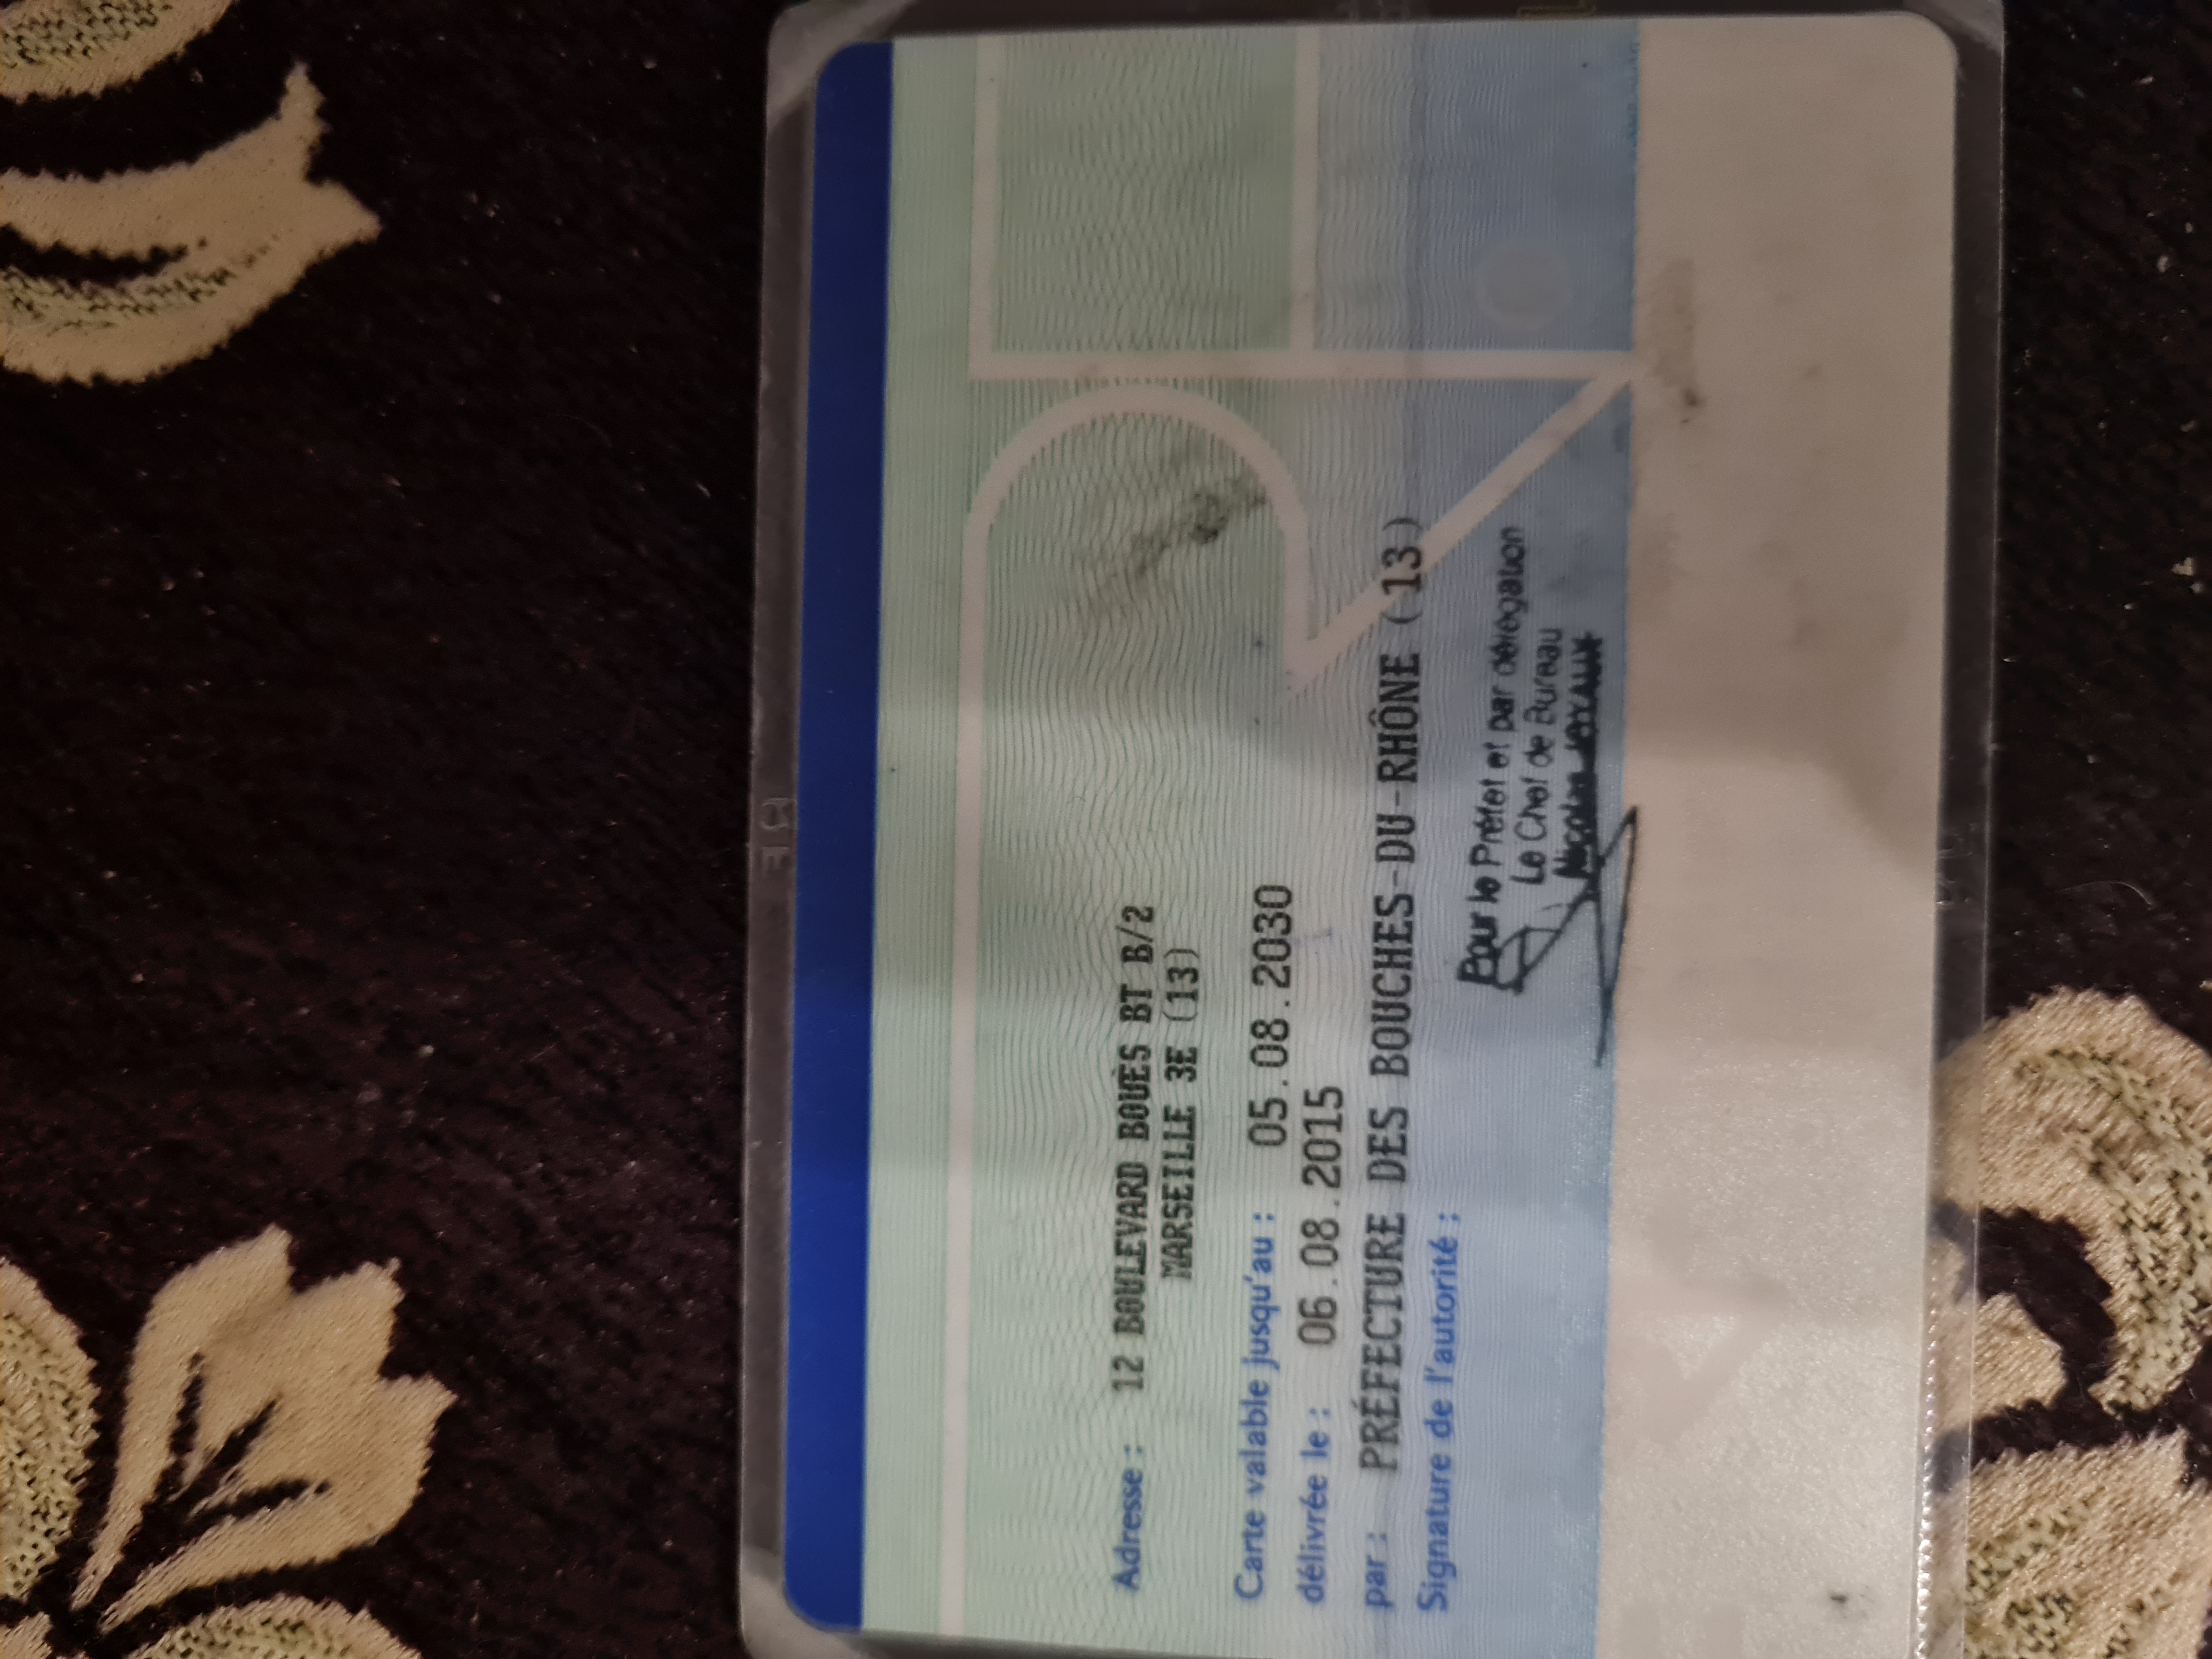 Adresse : 12 BOULEVARD BOUÈS BT B/2
MARSEILLE 3E (13)
Carte valable jusqu'au : 05.08.2030
délivrée le : 06.08.2015
par : PRÉFECTURE DES BOUCHES-DU-RHÔNE (13)
Signature de l'autorité :
Pour le Préfet et par délégation
Le Chef de Bureau
Nicolas JOYAUX